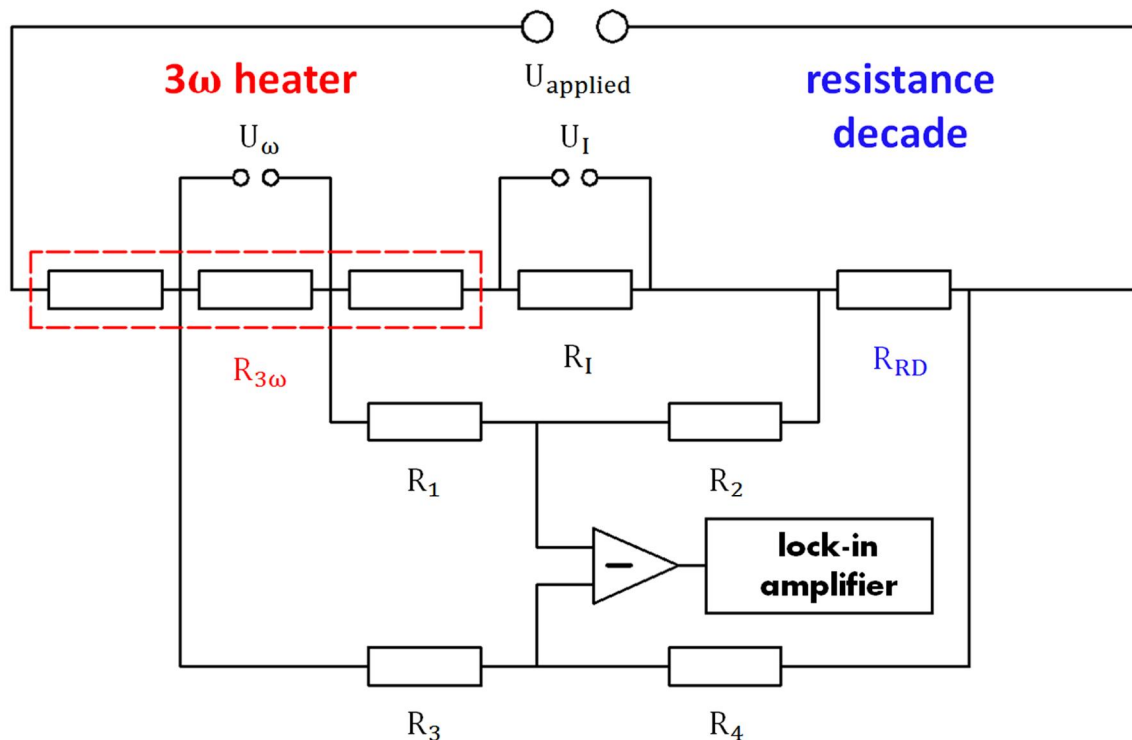 U_applied
3ω heater
resistance
decade
U_ω
U_I
R_3ω
R_I
R_RD
R_1
R_2
−
lock-in
amplifier
R_3
R_4